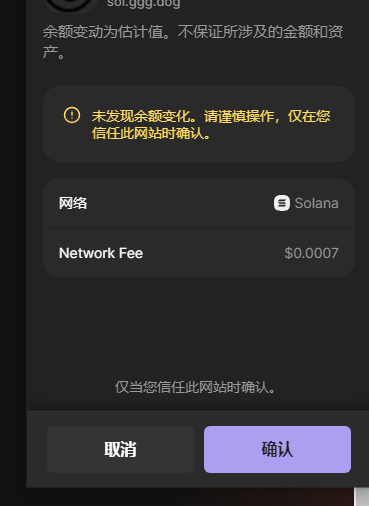 sol.ggg.dog
余额变动为估计值。不保证所涉及的金额和资
产。
未发现余额变化。请谨慎操作，仅在您
信任此网站时确认。
网络 Solana
Network Fee $0.0007
仅当您信任此网站时确认。
取消 确认